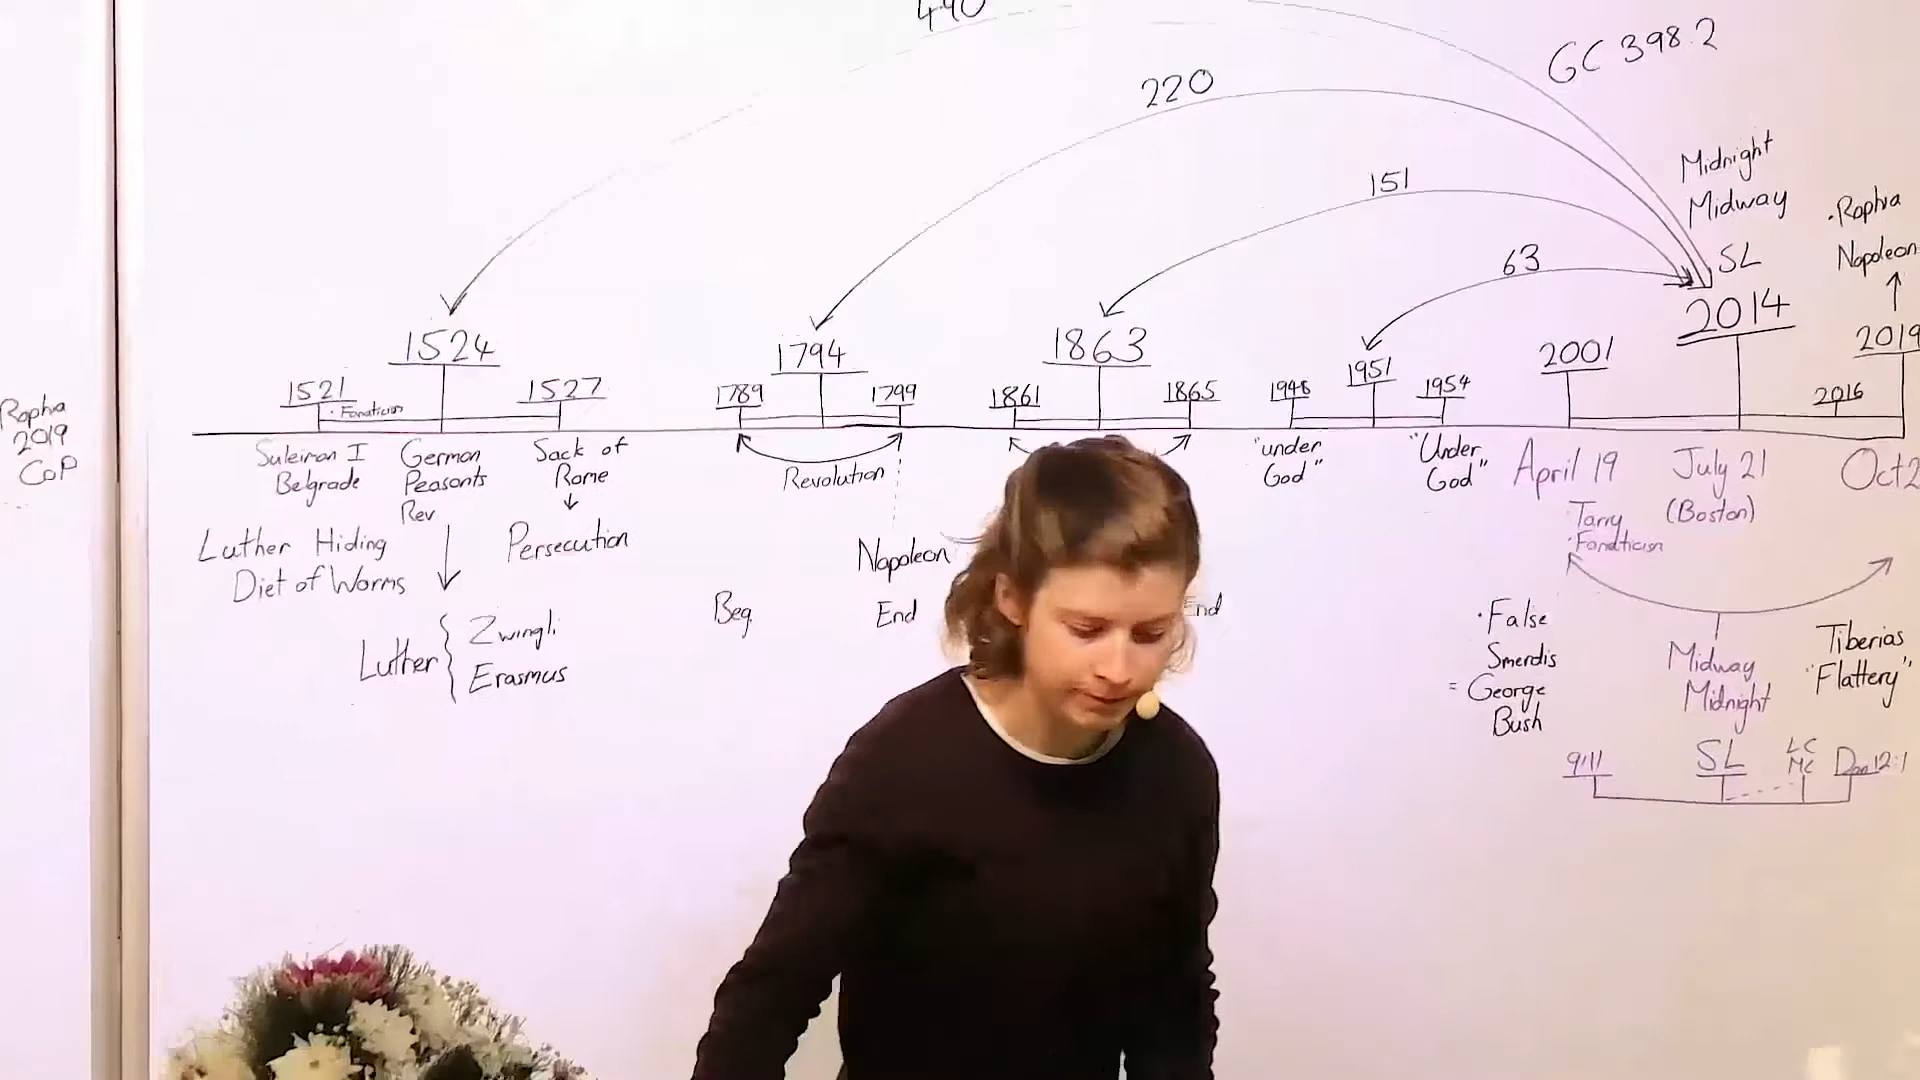 490
GC 398.2
220
Midnight
Midway
151
SL
63
• Raphia
Napoleon
1524
1794
1863
1951
2001
2014
2019
1521
• Fanaticism
1527
1789
1799
1861
1865
1954
2016
Raphia
2019
CoP
Suleiman I
Belgrade
German
Peasants
Rev
Sack of
Rome
Revolution
"under
God"
"Under
God"
April 19
July 21
(Boston)
Tarry
• Fanaticism
Luther Hiding
Diet of Worms
Persecution
Napoleon
Beg.
End
End
Luther
Zwingli
Erasmus
• False
Smerdis
= George
Bush
Midway
Midnight
Tiberias
"Flattery"
9/11
SL
LC
MC
Dan 12:1